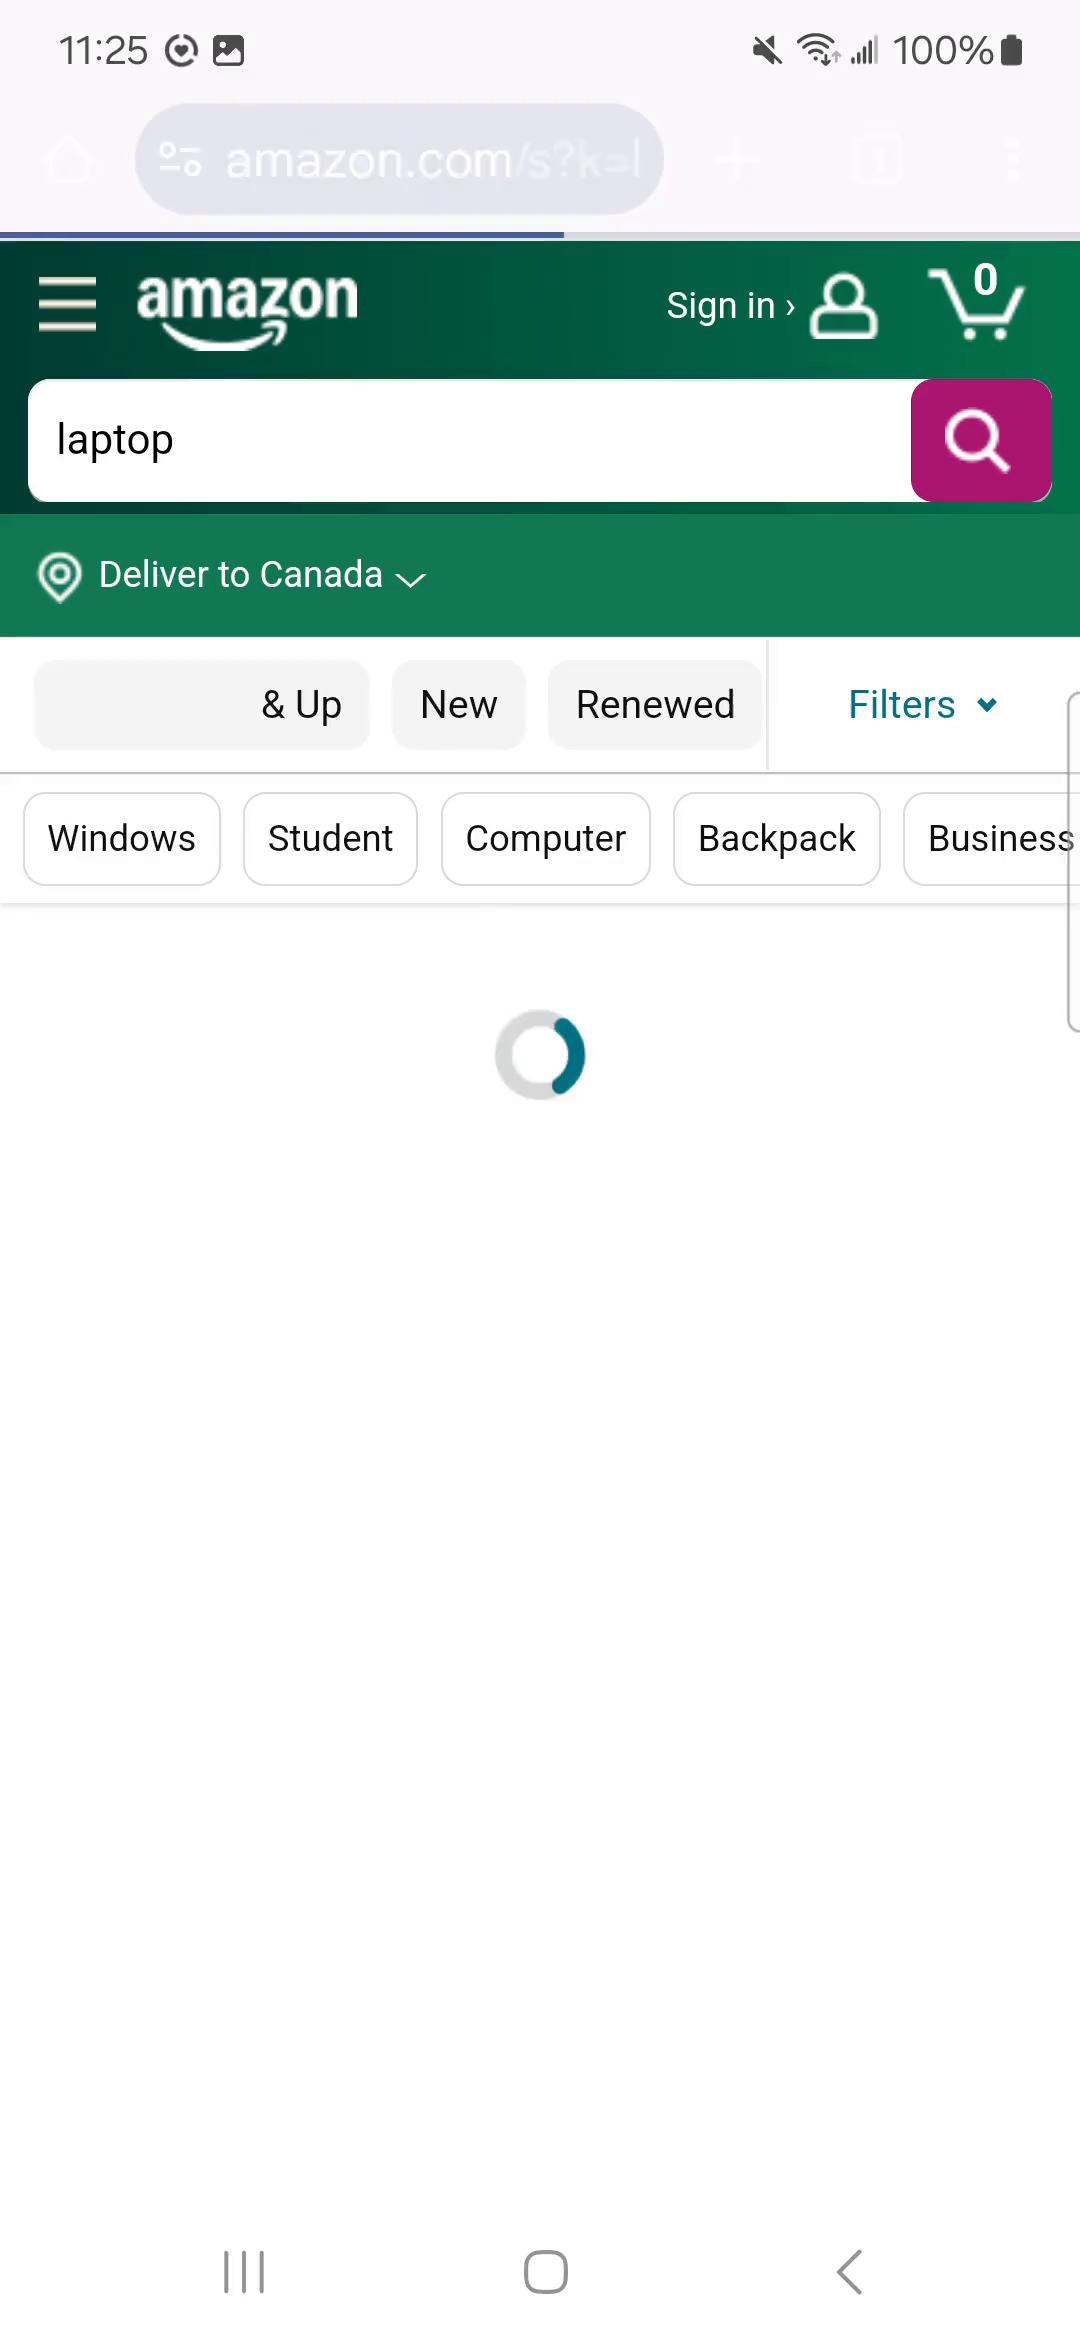 11:25 100%
amazon.com/s?k=l
1
amazon Sign in › 0
laptop
Deliver to Canada
& Up New Renewed Filters
Windows Student Computer Backpack Business